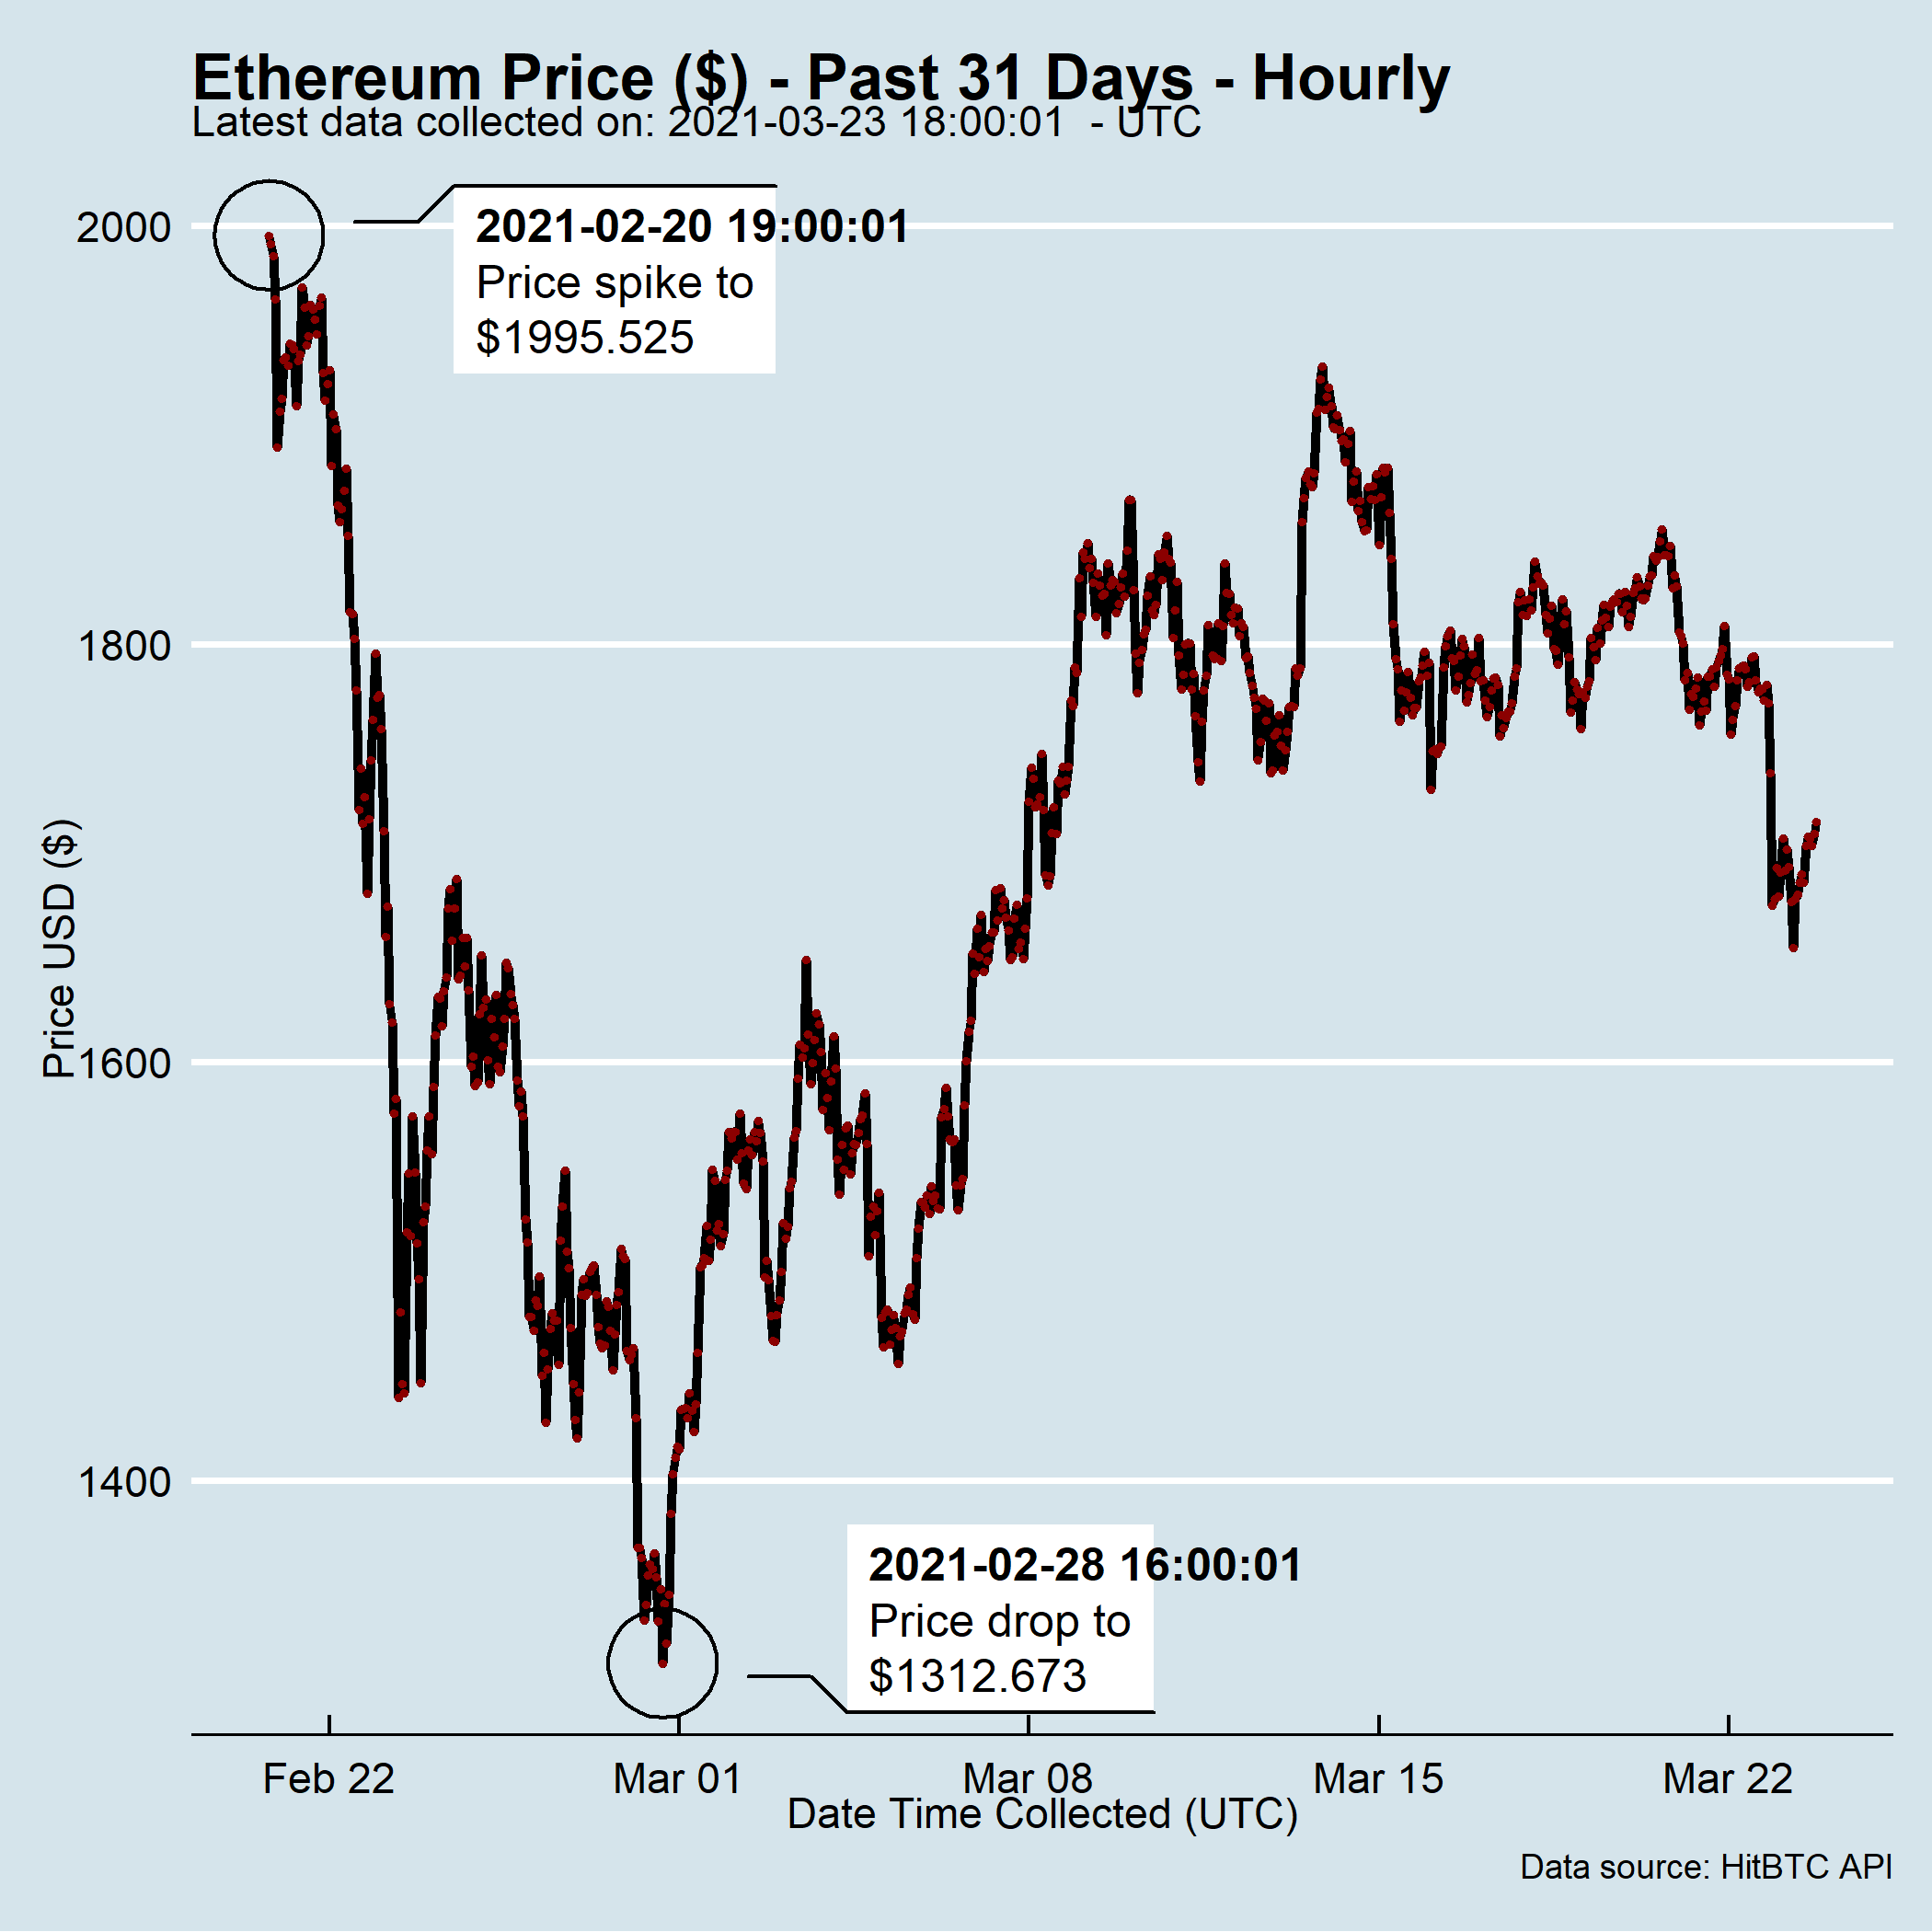 Ethereum Price ($) - Past 31 Days - Hourly
Latest data collected on: 2021-03-23 18:00:01  - UTC
2021-02-20 19:00:01
Price spike to
$1995.525
2000
1800
1600
1400
Price USD ($)
2021-02-28 16:00:01
Price drop to
$1312.673
Feb 22 Mar 01 Mar 08 Mar 15 Mar 22
Date Time Collected (UTC)
Data source: HitBTC API